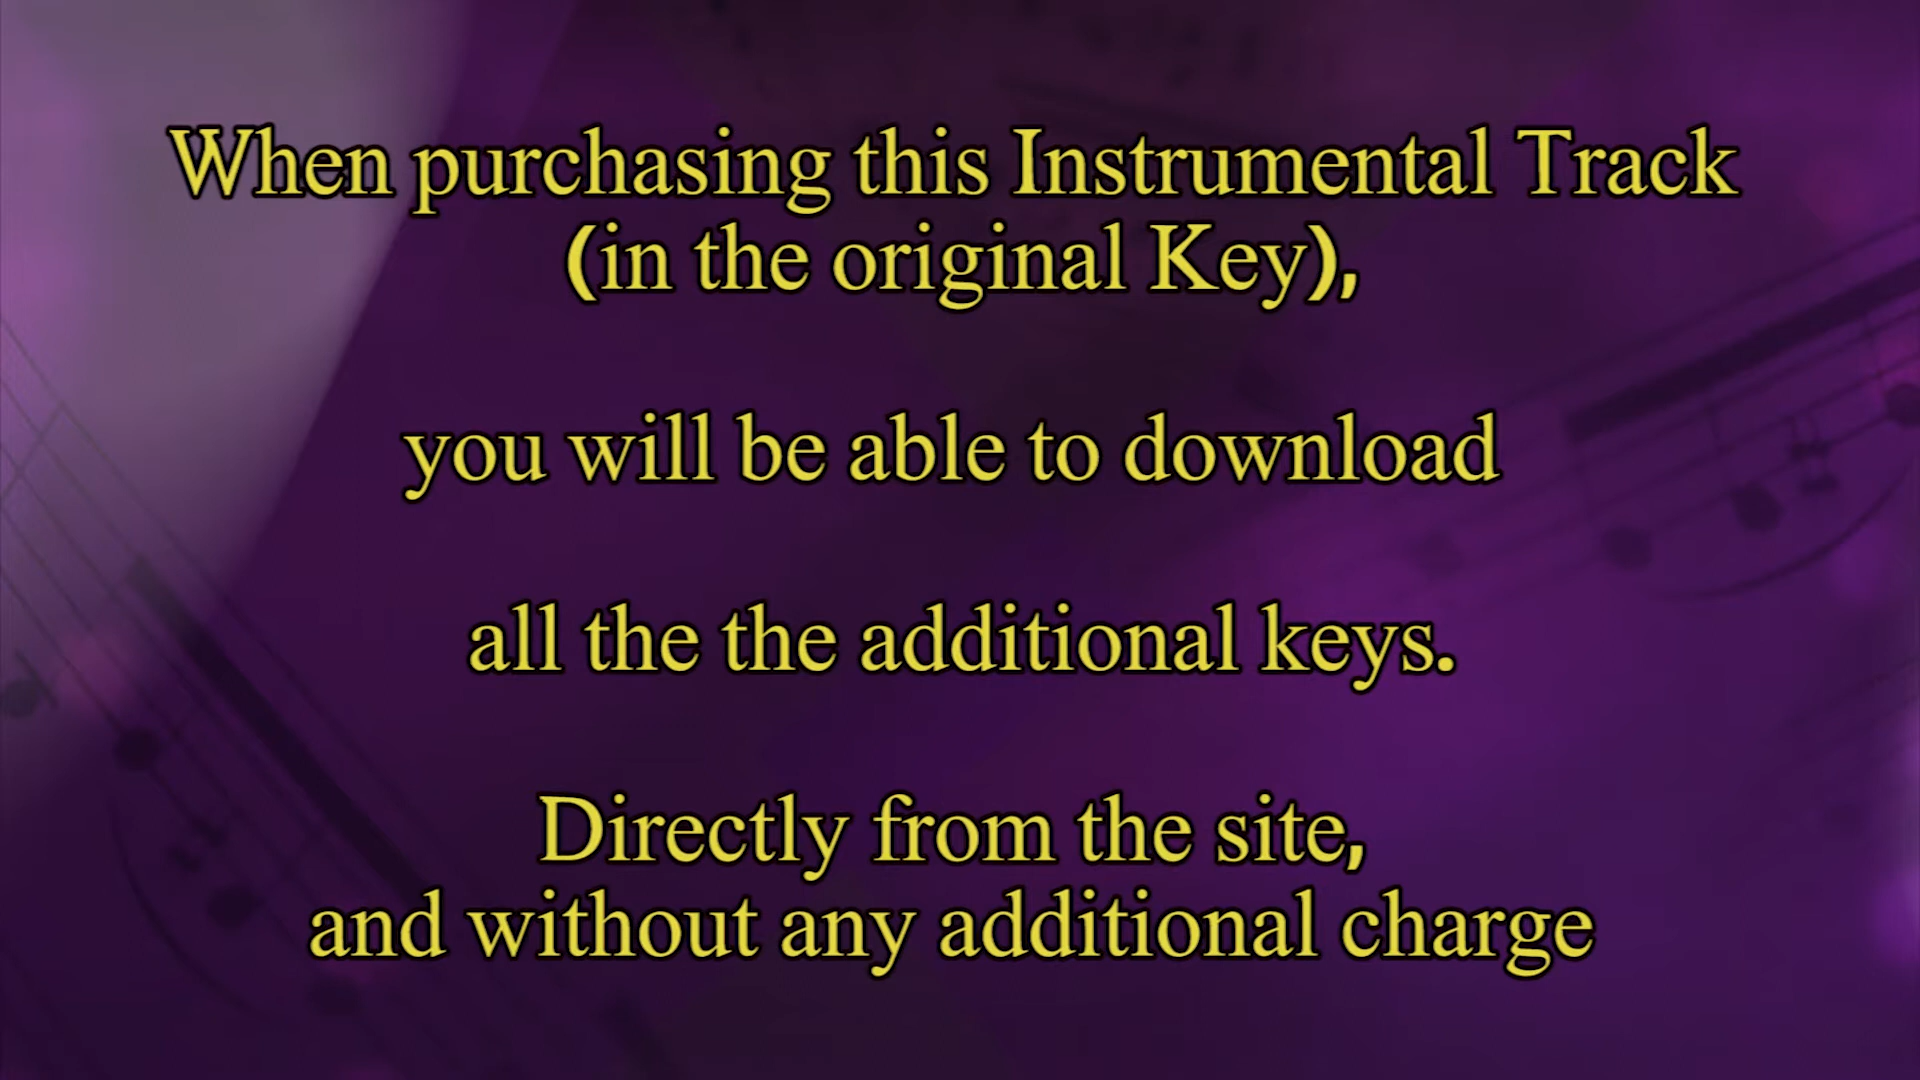 When purchasing this Instrumental Track
(in the original Key),
you will be able to download
all the the additional keys.
Directly from the site,
and without any additional charge